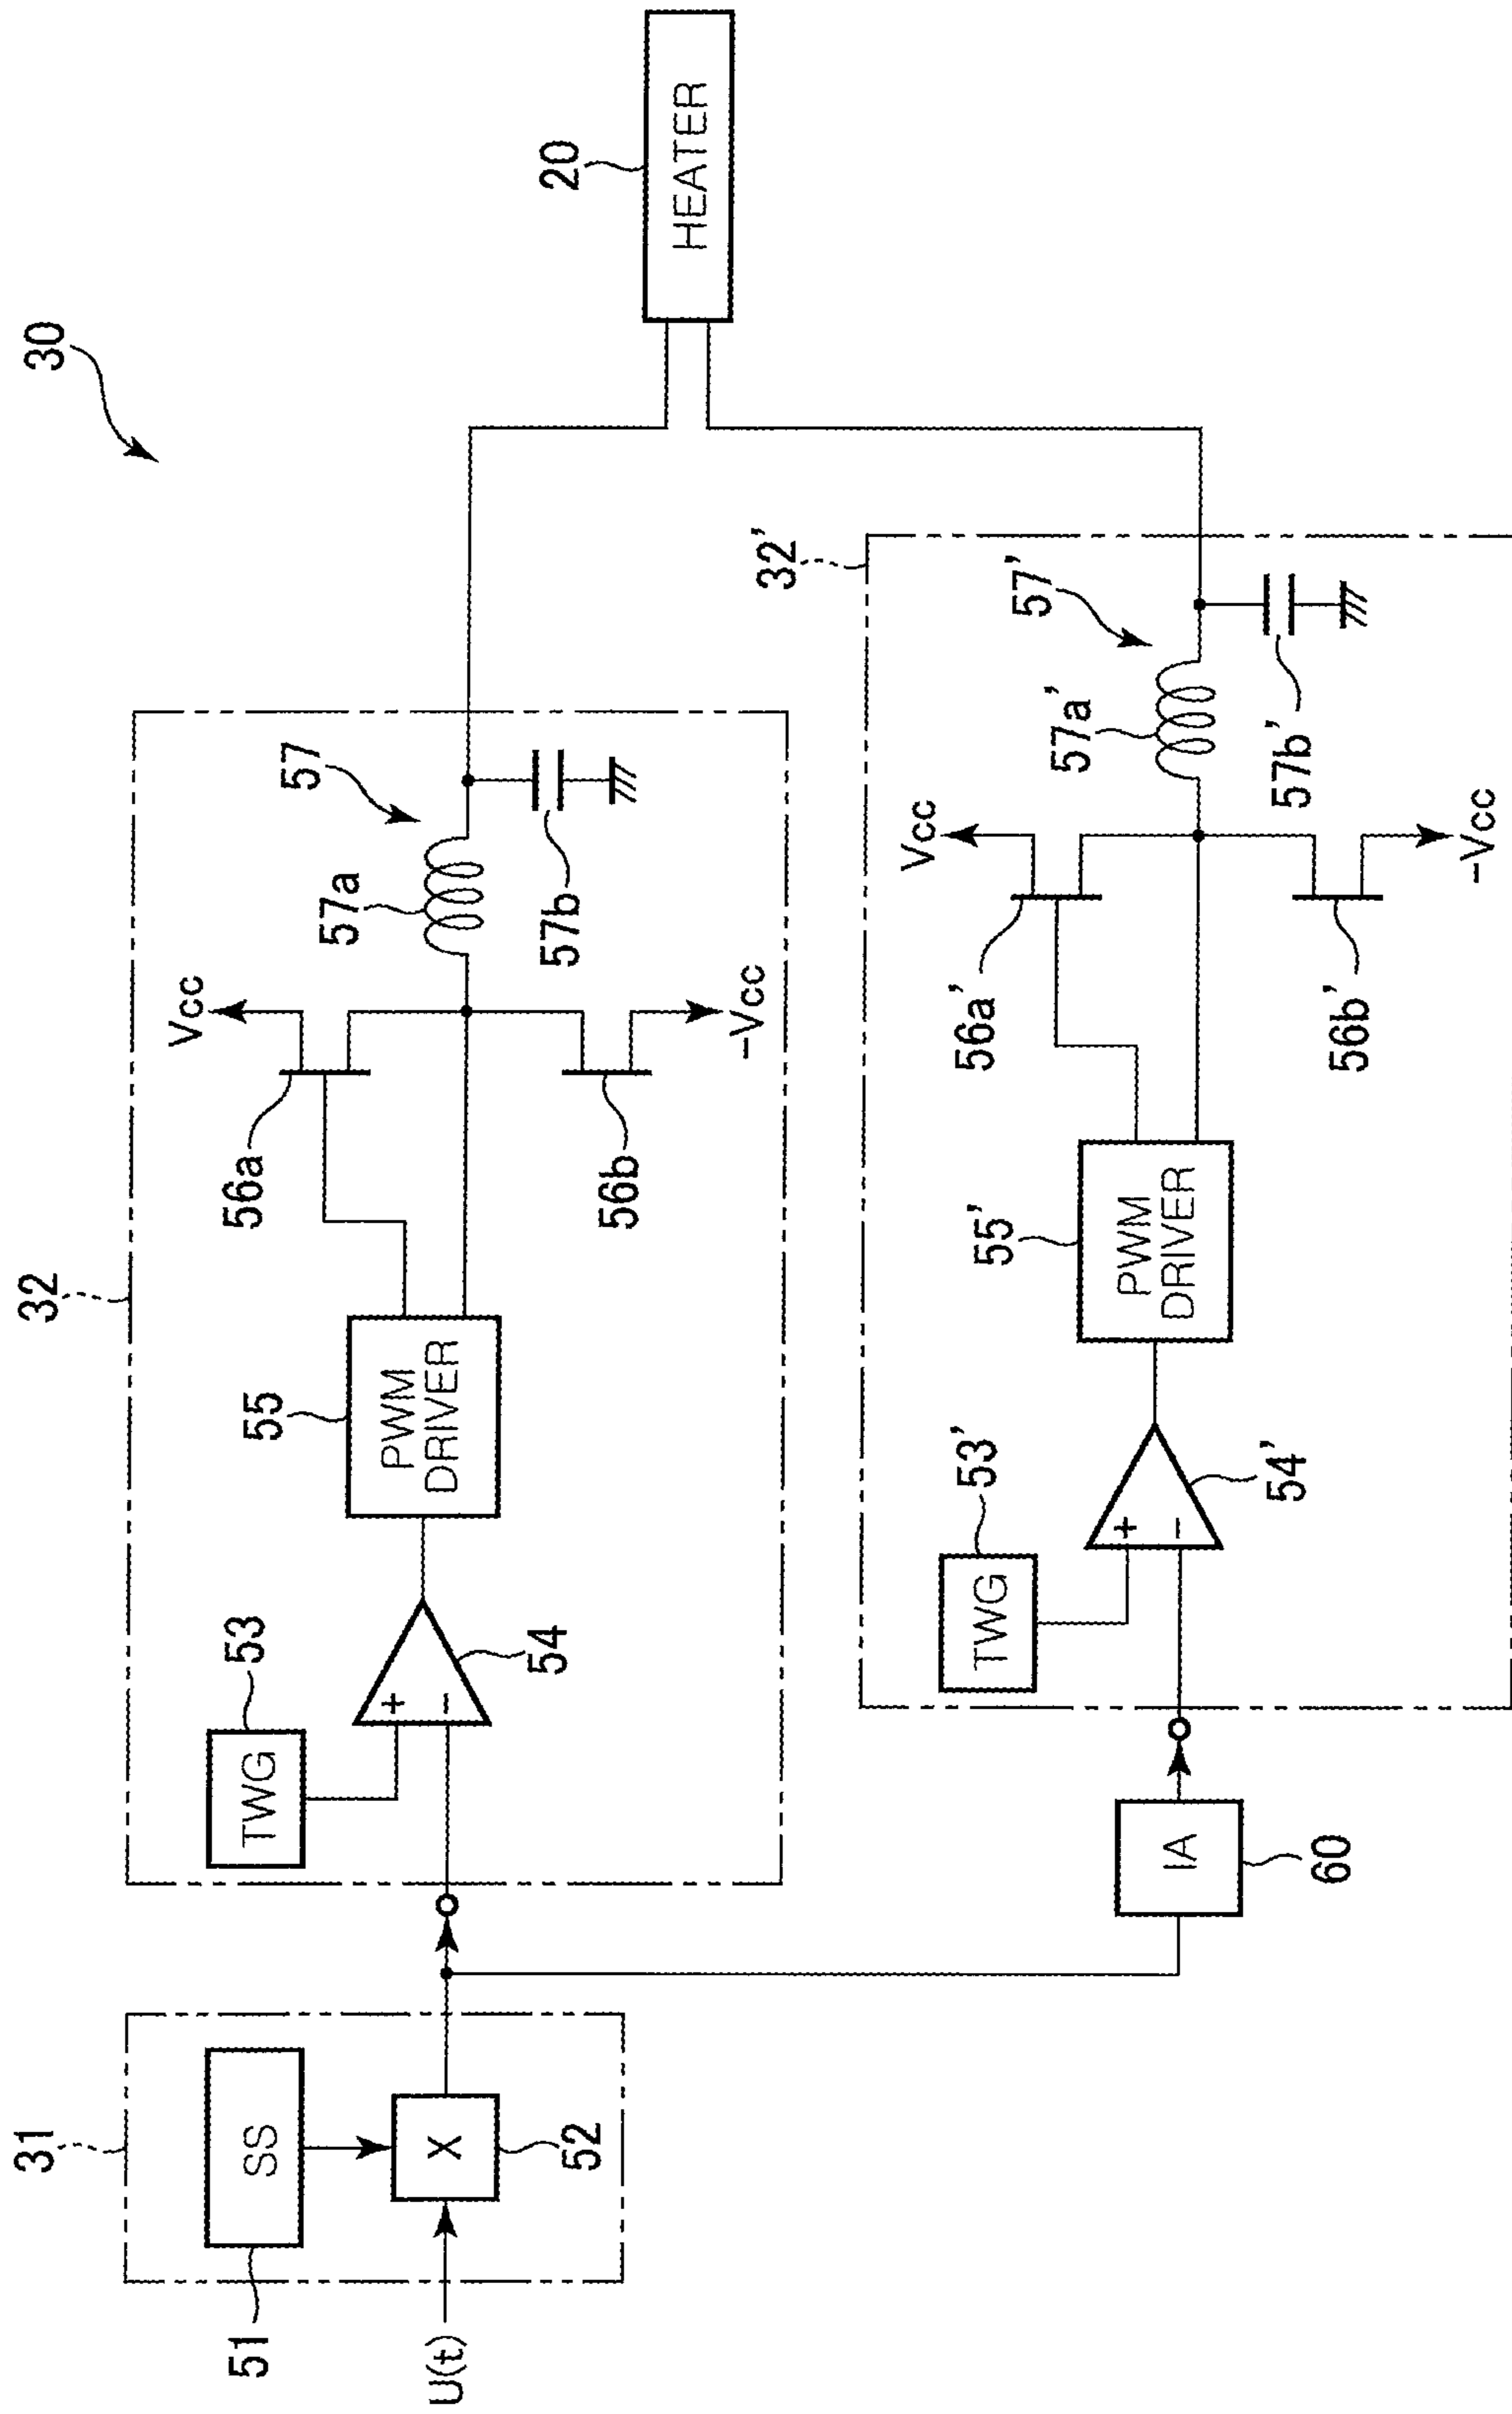 30
31
51
SS
U(t)
X
52
32
53
TWG
+
−
54
55
PWM
DRIVER
56a
Vcc
56b
−Vcc
57
57a
57b
20
HEATER
60
IA
32'
53'
TWG
+
−
54'
55'
PWM
DRIVER
56a'
Vcc
56b'
−Vcc
57'
57a'
57b'